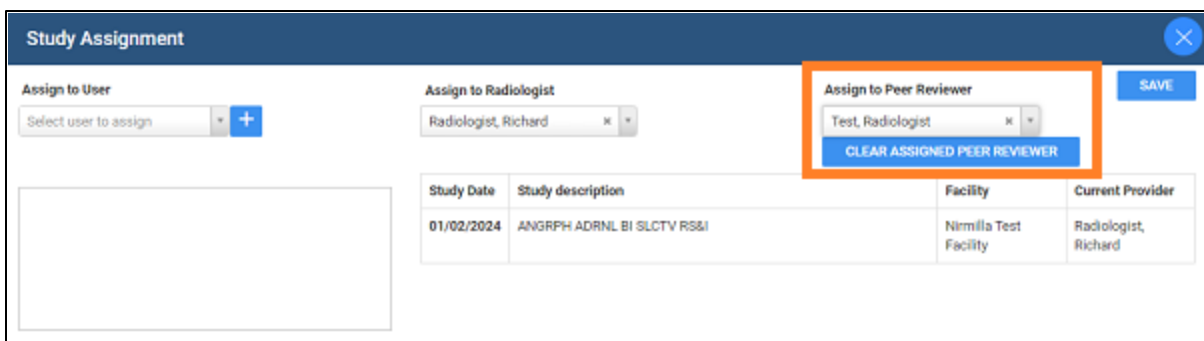 Study Assignment
Assign to User
Select user to assign
+
Assign to Radiologist
Radiologist, Richard
Assign to Peer Reviewer
Test, Radiologist
CLEAR ASSIGNED PEER REVIEWER
SAVE
Study Date Study description Facility Current Provider
01/02/2024 ANGRPH ADRNL BI SLCTV RS&I Nirmilla Test Radiologist,
Facility Richard